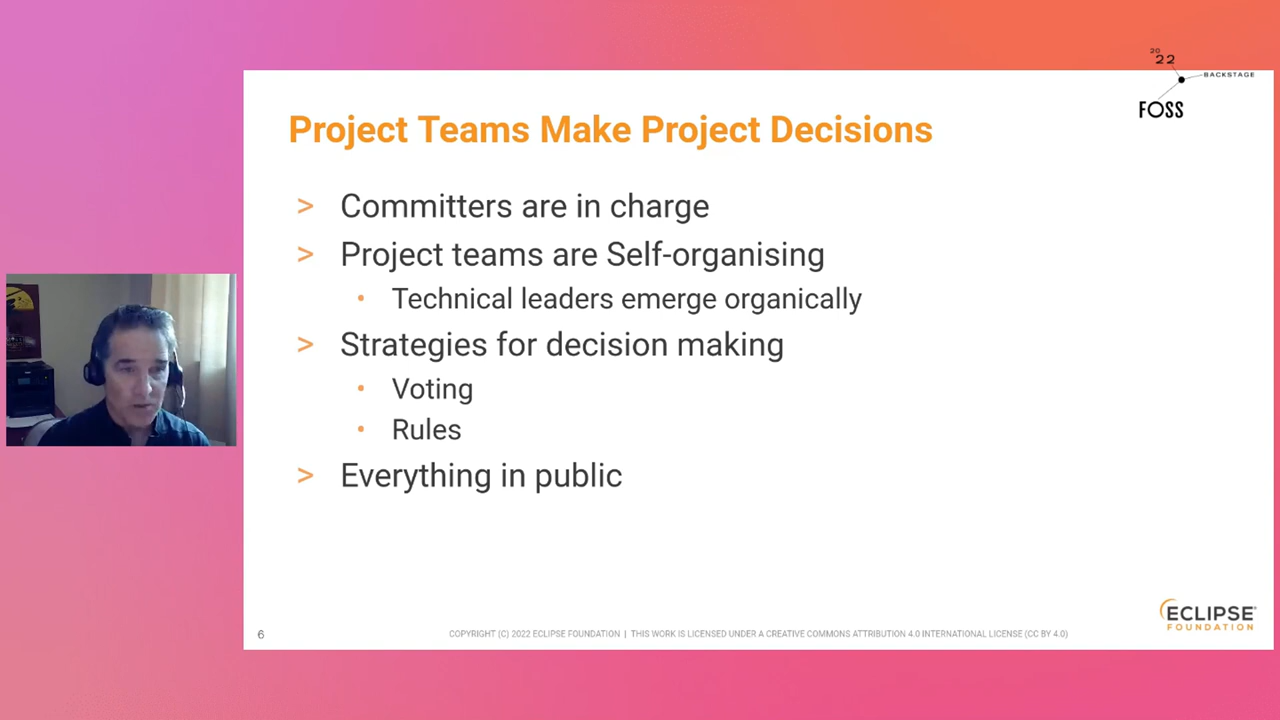 20
22
BACKSTAGE
FOSS
Project Teams Make Project Decisions
> Committers are in charge
> Project teams are Self-organising
• Technical leaders emerge organically
> Strategies for decision making
• Voting
• Rules
> Everything in public
6
COPYRIGHT (C) 2022 ECLIPSE FOUNDATION | THIS WORK IS LICENSED UNDER A CREATIVE COMMONS ATTRIBUTION 4.0 INTERNATIONAL LICENSE (CC BY 4.0)
ECLIPSE
FOUNDATION